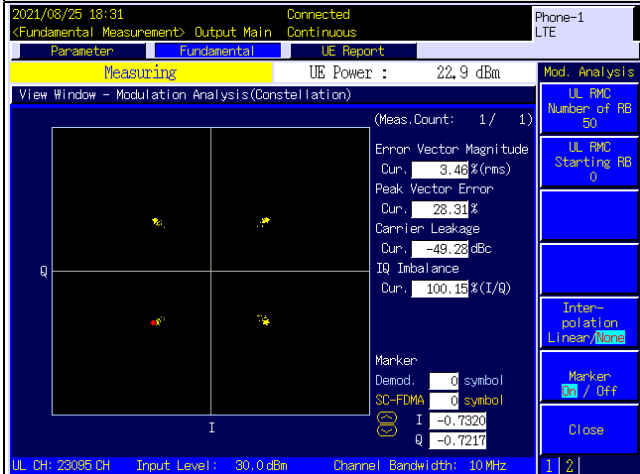 2021/08/25 18:31 Connected Phone-1
<Fundamental Measurement> Output Main Continuous LTE
Parameter Fundamental UE Report
Measuring UE Power : 22.9 dBm Mod. Analysis
View Window - Modulation Analysis(Constellation)
UL RMC
Number of RB
50
(Meas.Count: 1/ 1)
Error Vector Magnitude
Cur. 3.46 %(rms)
Peak Vector Error
Cur. 28.31 %
Carrier Leakage
Cur. -49.28 dBc
IQ Imbalance
Cur. 100.15 %(I/Q)
UL RMC
Starting RB
0
Q
I
Marker
Demod. 0 symbol
SC-FDMA 0 symbol
I -0.7320
Q -0.7217
Inter-
polation
Linear/None
Marker
On / Off
Close
UL CH: 23095 CH Input Level: 30.0 dBm Channel Bandwidth: 10 MHz 1 2